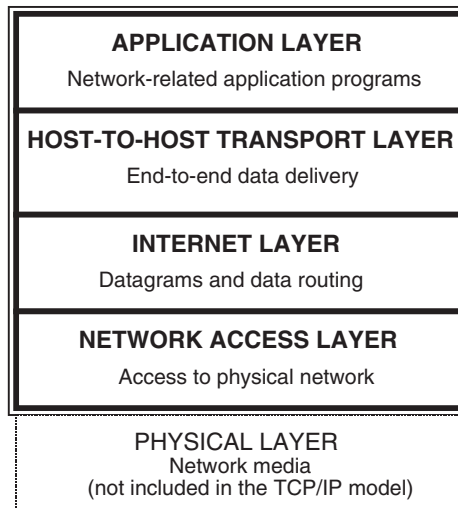 APPLICATION LAYER
Network-related application programs
HOST-TO-HOST TRANSPORT LAYER
End-to-end data delivery
INTERNET LAYER
Datagrams and data routing
NETWORK ACCESS LAYER
Access to physical network
PHYSICAL LAYER
Network media
(not included in the TCP/IP model)